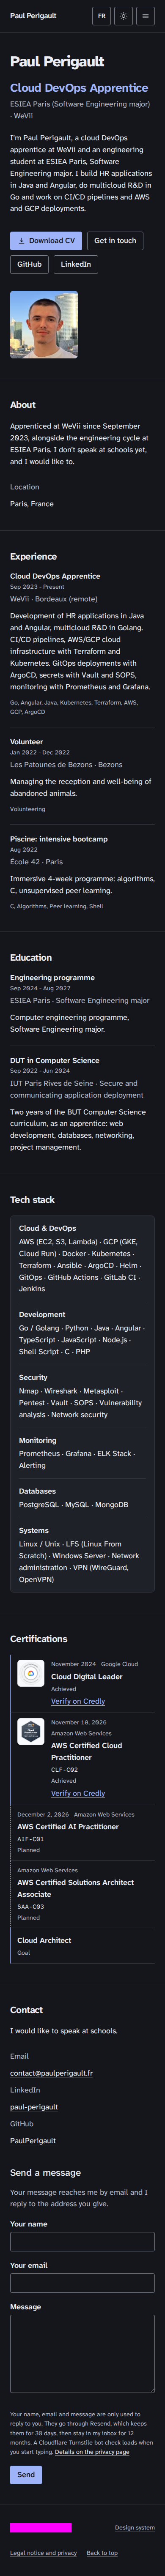 Paul Perigault
FR
Paul Perigault
Cloud DevOps Apprentice
ESIEA Paris (Software Engineering major)
· WeVii
I'm Paul Perigault, a cloud DevOps
apprentice at WeVii and an engineering
student at ESIEA Paris, Software
Engineering major. I build HR applications
in Java and Angular, do multicloud R&D in
Go and work on CI/CD pipelines and AWS
and GCP deployments.
Download CV
Get in touch
GitHub
LinkedIn
About
Apprenticed at WeVii since September
2023, alongside the engineering cycle at
ESIEA Paris. I don't speak at schools yet,
and I would like to.
Location
Paris, France
Experience
Cloud DevOps Apprentice
Sep 2023 – Present
WeVii · Bordeaux (remote)
Development of HR applications in Java
and Angular, multicloud R&D in Golang.
CI/CD pipelines, AWS/GCP cloud
infrastructure with Terraform and
Kubernetes. GitOps deployments with
ArgoCD, secrets with Vault and SOPS,
monitoring with Prometheus and Grafana.
Go, Angular, Java, Kubernetes, Terraform, AWS,
GCP, ArgoCD
Volunteer
Jan 2022 – Dec 2022
Les Patounes de Bezons · Bezons
Managing the reception and well-being of
abandoned animals.
Volunteering
Piscine: intensive bootcamp
Aug 2022
École 42 · Paris
Immersive 4-week programme: algorithms,
C, unsupervised peer learning.
C, Algorithms, Peer learning, Shell
Education
Engineering programme
Sep 2024 – Aug 2027
ESIEA Paris · Software Engineering major
Computer engineering programme,
Software Engineering major.
DUT in Computer Science
Sep 2022 – Jun 2024
IUT Paris Rives de Seine · Secure and
communicating application deployment
Two years of the BUT Computer Science
curriculum, as an apprentice: web
development, databases, networking,
project management.
Tech stack
Cloud & DevOps
AWS (EC2, S3, Lambda) · GCP (GKE,
Cloud Run) · Docker · Kubernetes ·
Terraform · Ansible · ArgoCD · Helm ·
GitOps · GitHub Actions · GitLab CI ·
Jenkins
Development
Go / Golang · Python · Java · Angular ·
TypeScript · JavaScript · Node.js ·
Shell Script · C · PHP
Security
Nmap · Wireshark · Metasploit ·
Pentest · Vault · SOPS · Vulnerability
analysis · Network security
Monitoring
Prometheus · Grafana · ELK Stack ·
Alerting
Databases
PostgreSQL · MySQL · MongoDB
Systems
Linux / Unix · LFS (Linux From
Scratch) · Windows Server · Network
administration · VPN (WireGuard,
OpenVPN)
Certifications
November 2024 Google Cloud
Cloud Digital Leader
Achieved
Verify on Credly
November 18, 2026
Amazon Web Services
AWS Certified Cloud
Practitioner
CLF-C02
Achieved
Verify on Credly
December 2, 2026 Amazon Web Services
AWS Certified AI Practitioner
AIF-C01
Planned
Amazon Web Services
AWS Certified Solutions Architect
Associate
SAA-C03
Planned
Cloud Architect
Goal
Contact
I would like to speak at schools.
Email
contact@paulperigault.fr
LinkedIn
paul-perigault
GitHub
PaulPerigault
Send a message
Your message reaches me by email and I
reply to the address you give.
Your name
Your email
Message
Your name, email and message are only used to
reply to you. They go through Resend, which keeps
them for 30 days, then stay in my inbox for 12
months. A Cloudflare Turnstile bot check loads when
you start typing. Details on the privacy page
Send
Design system
Legal notice and privacy
Back to top